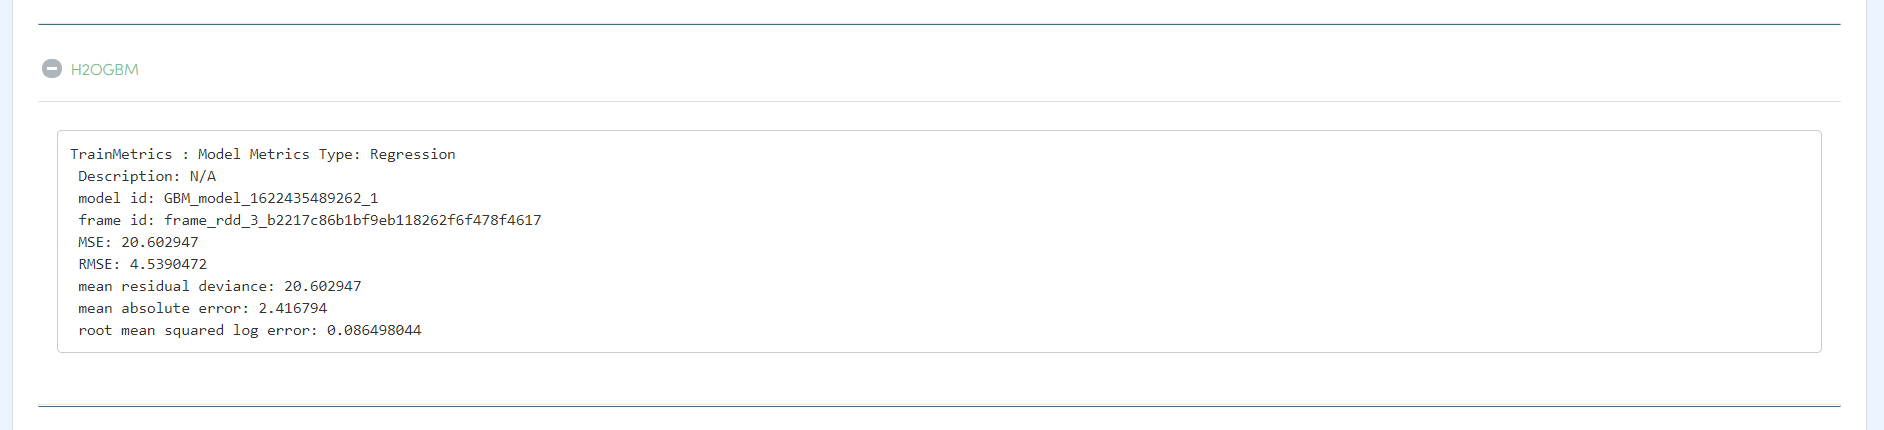 H2OGBM
TrainMetrics : Model Metrics Type: Regression
Description: N/A
model id: GBM_model_1622435489262_1
frame id: frame_rdd_3_b2217c86b1bf9eb118262f6f478f4617
MSE: 20.602947
RMSE: 4.5390472
mean residual deviance: 20.602947
mean absolute error: 2.416794
root mean squared log error: 0.086498044